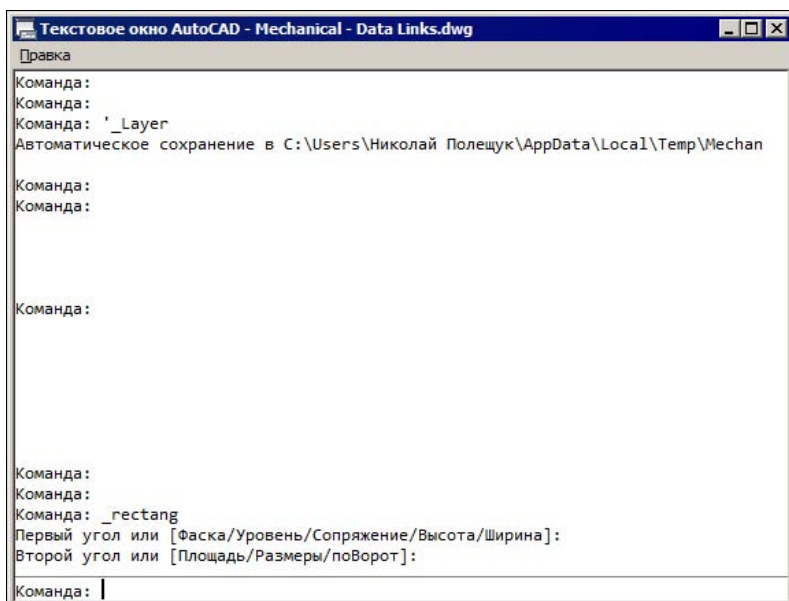 Текстовое окно AutoCAD - Mechanical - Data Links.dwg
Правка
Команда:
Команда:
Команда: '_Layer
Автоматическое сохранение в C:\Users\Николай Полещук\AppData\Local\Temp\Mechan
Команда:
Команда:
Команда:
Команда:
Команда:
Команда: _rectang
Первый угол или [Фаска/Уровень/Сопряжение/Высота/Ширина]:
Второй угол или [Площадь/Размеры/поВорот]:
Команда: